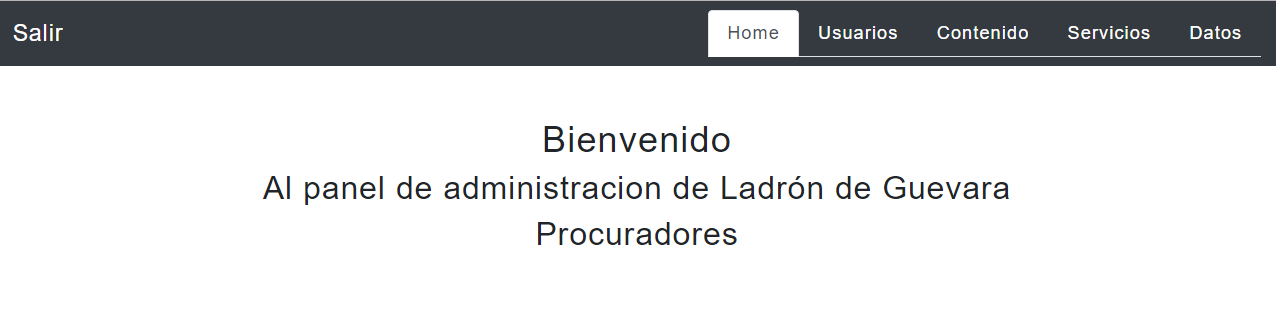 Salir
Home Usuarios Contenido Servicios Datos
Bienvenido
Al panel de administracion de Ladrón de Guevara
Procuradores